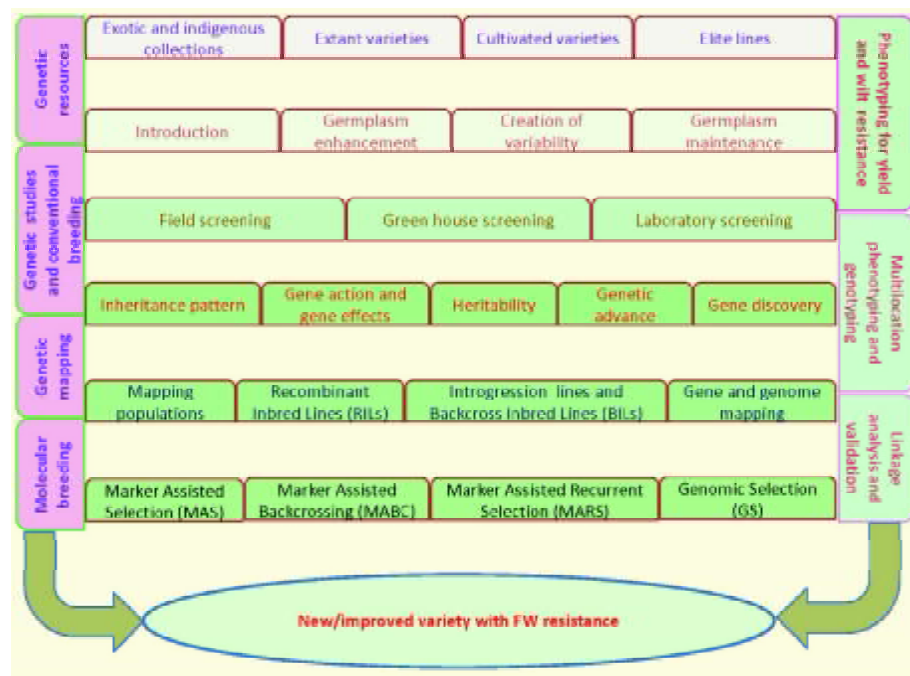 Genetic
resources
Exotic and indigenous
collections
Extant varieties
Cultivated varieties
Elite lines
Introduction
Germplasm
enhancement
Creation of
variability
Germplasm
maintenance
Genetic studies
and conventional
breeding
Field screening
Green house screening
Laboratory screening
Inheritance pattern
Gene action and
gene effects
Heritability
Genetic
advance
Gene discovery
Genetic
mapping
Mapping
populations
Recombinant
Inbred Lines (RILs)
Introgression lines and
Backcross Inbred Lines (BILs)
Gene and genome
mapping
Molecular
breeding
Marker Assisted
Selection (MAS)
Marker Assisted
Backcrossing (MABC)
Marker Assisted Recurrent
Selection (MARS)
Genomic Selection
(GS)
Phenotyping for yield
and wilt resistance
Multilocation
phenotyping and
genotyping
Linkage
analysis and
validation
New/improved variety with FW resistance